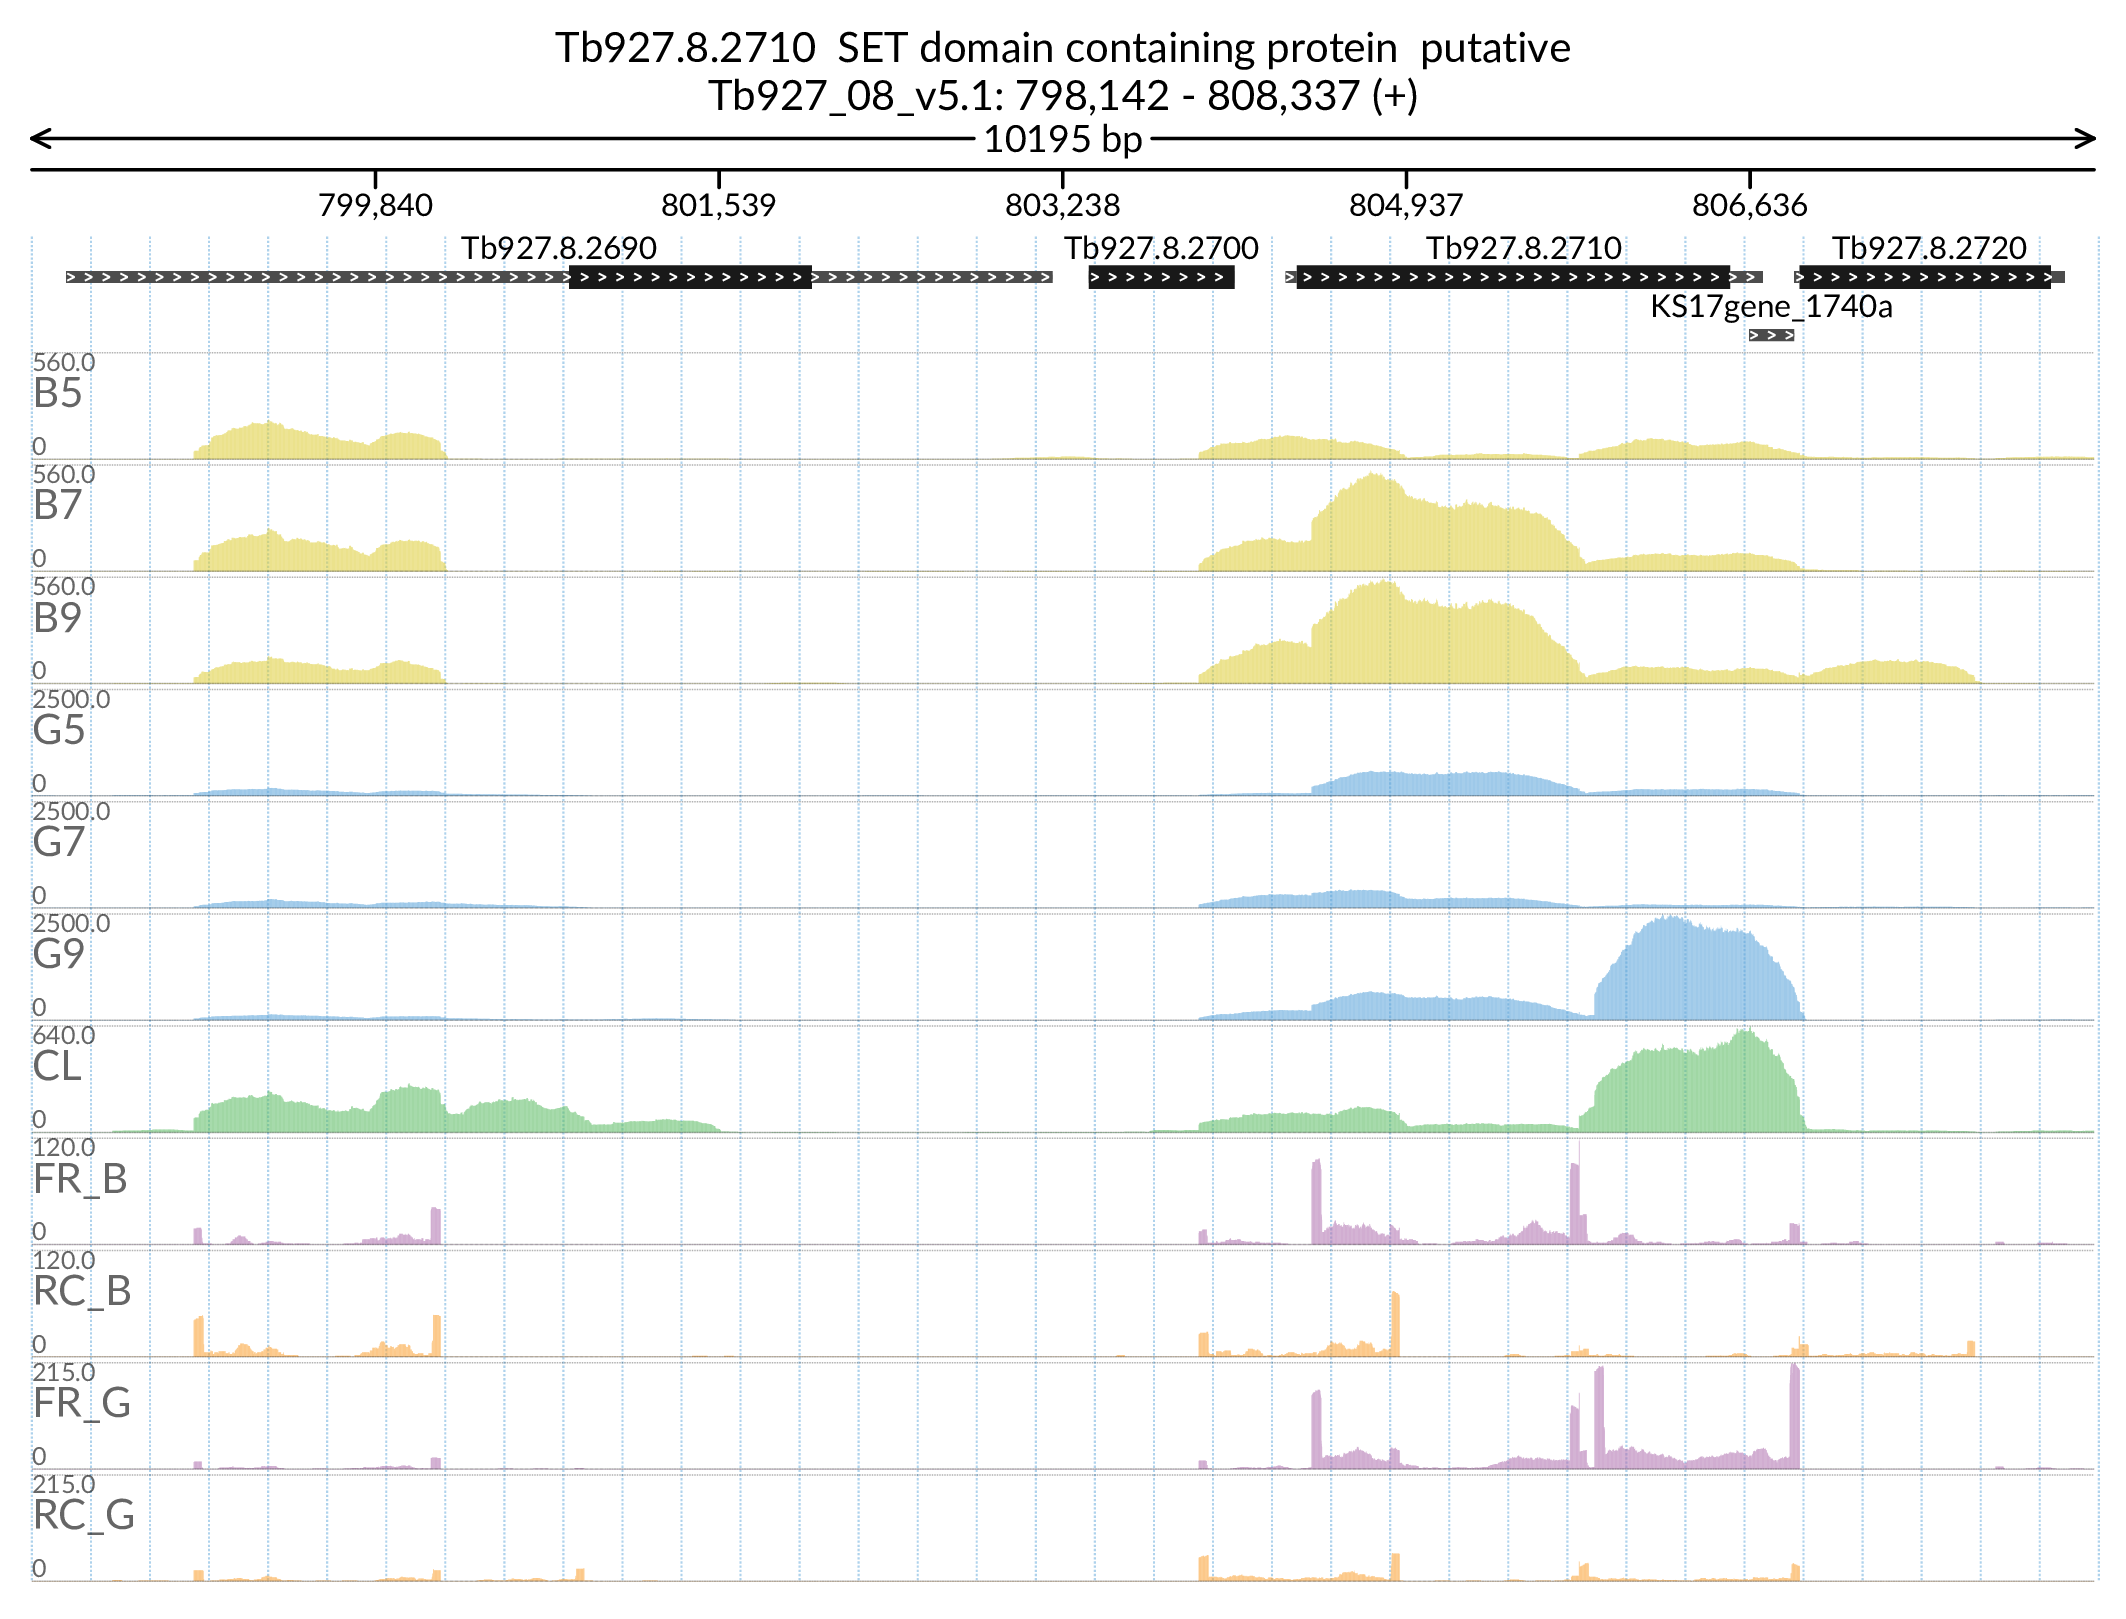 Tb927.8.2710  SET domain containing protein  putative
Tb927_08_v5.1: 798,142 - 808,337 (+)
10195 bp
799,840 801,539 803,238 804,937 806,636
Tb927.8.2690 Tb927.8.2700 Tb927.8.2710 Tb927.8.2720
KS17gene_1740a
560.0
B5
0
560.0
B7
0
560.0
B9
0
2500.0
G5
0
2500.0
G7
0
2500.0
G9
0
640.0
CL
0
120.0
FR_B
0
120.0
RC_B
0
215.0
FR_G
0
215.0
RC_G
0